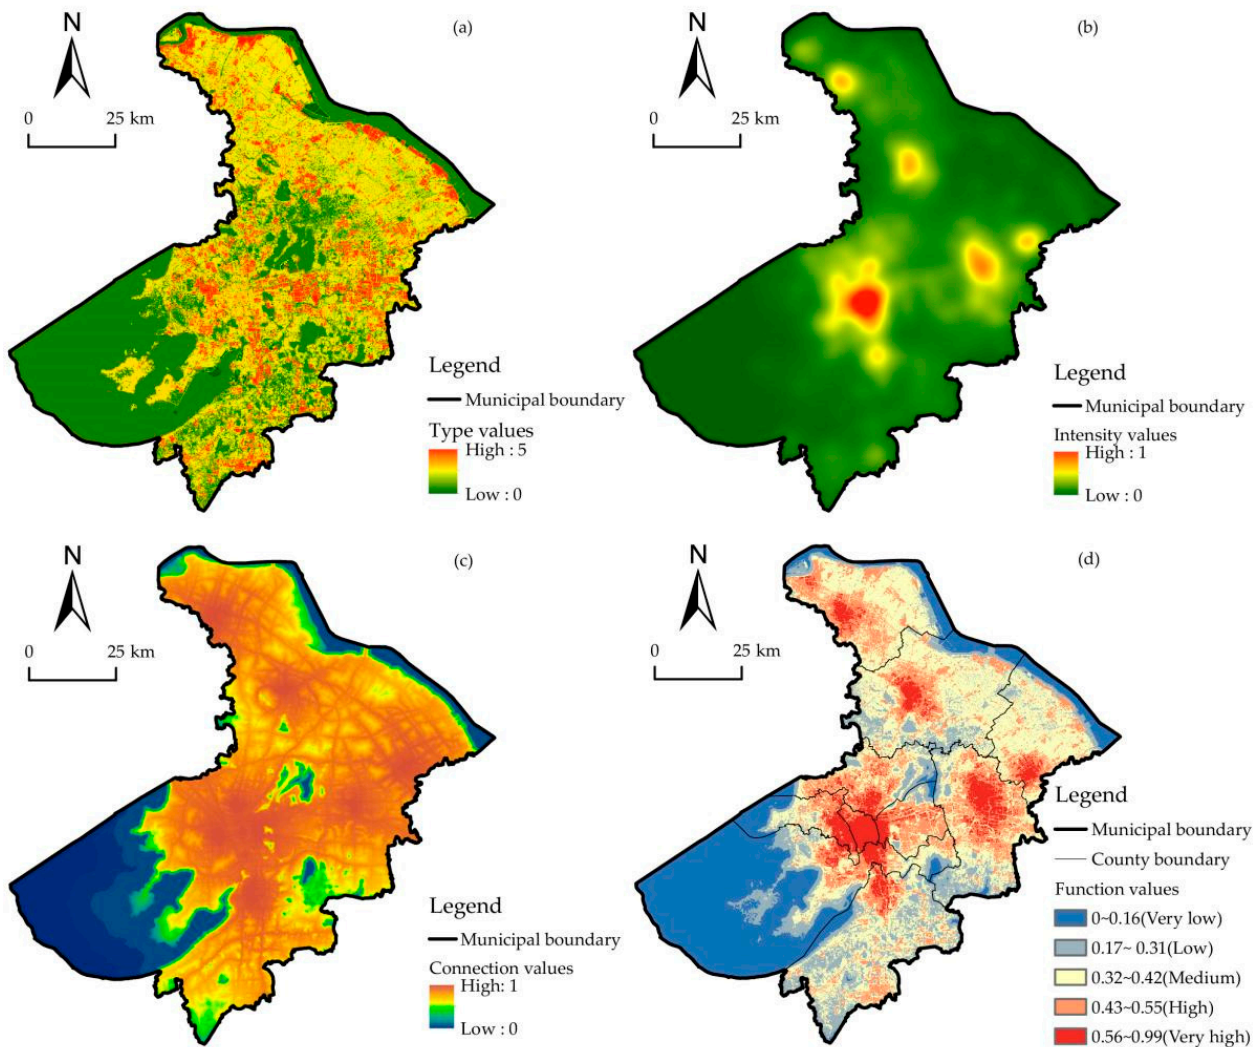 N
(a)
0 25 km
Legend
Municipal boundary
Type values
High : 5
Low : 0
N
(b)
0 25 km
Legend
Municipal boundary
Intensity values
High : 1
Low : 0
N
(c)
0 25 km
Legend
Municipal boundary
Connection values
High: 1
Low : 0
N
(d)
0 25 km
Legend
Municipal boundary
County boundary
Function values
0~0.16(Very low)
0.17~ 0.31(Low)
0.32~0.42(Medium)
0.43~0.55(High)
0.56~0.99(Very high)